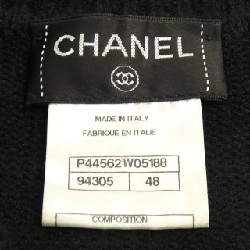 CHANEL
MADE IN ITALY
FABRIQUE EN ITALIE
P44562W05188
94305 48
COMPOSITION